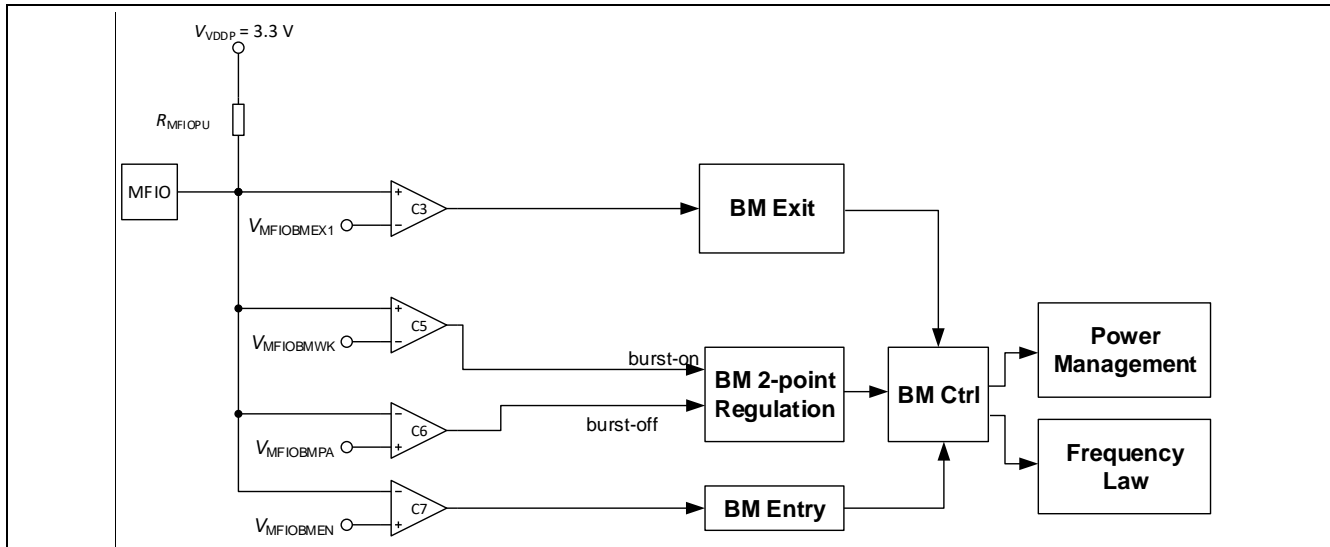 VVDDP = 3.3 V
RMFIOPU
MFIO
+
C3
−
VMFIOBMEX1
BM Exit
+
C5
−
VMFIOBMWK
burst-on
BM 2-point
Regulation
BM Ctrl
Power
Management
−
C6
+
VMFIOBMPA
burst-off
Frequency
Law
−
C7
+
VMFIOBMEN
BM Entry